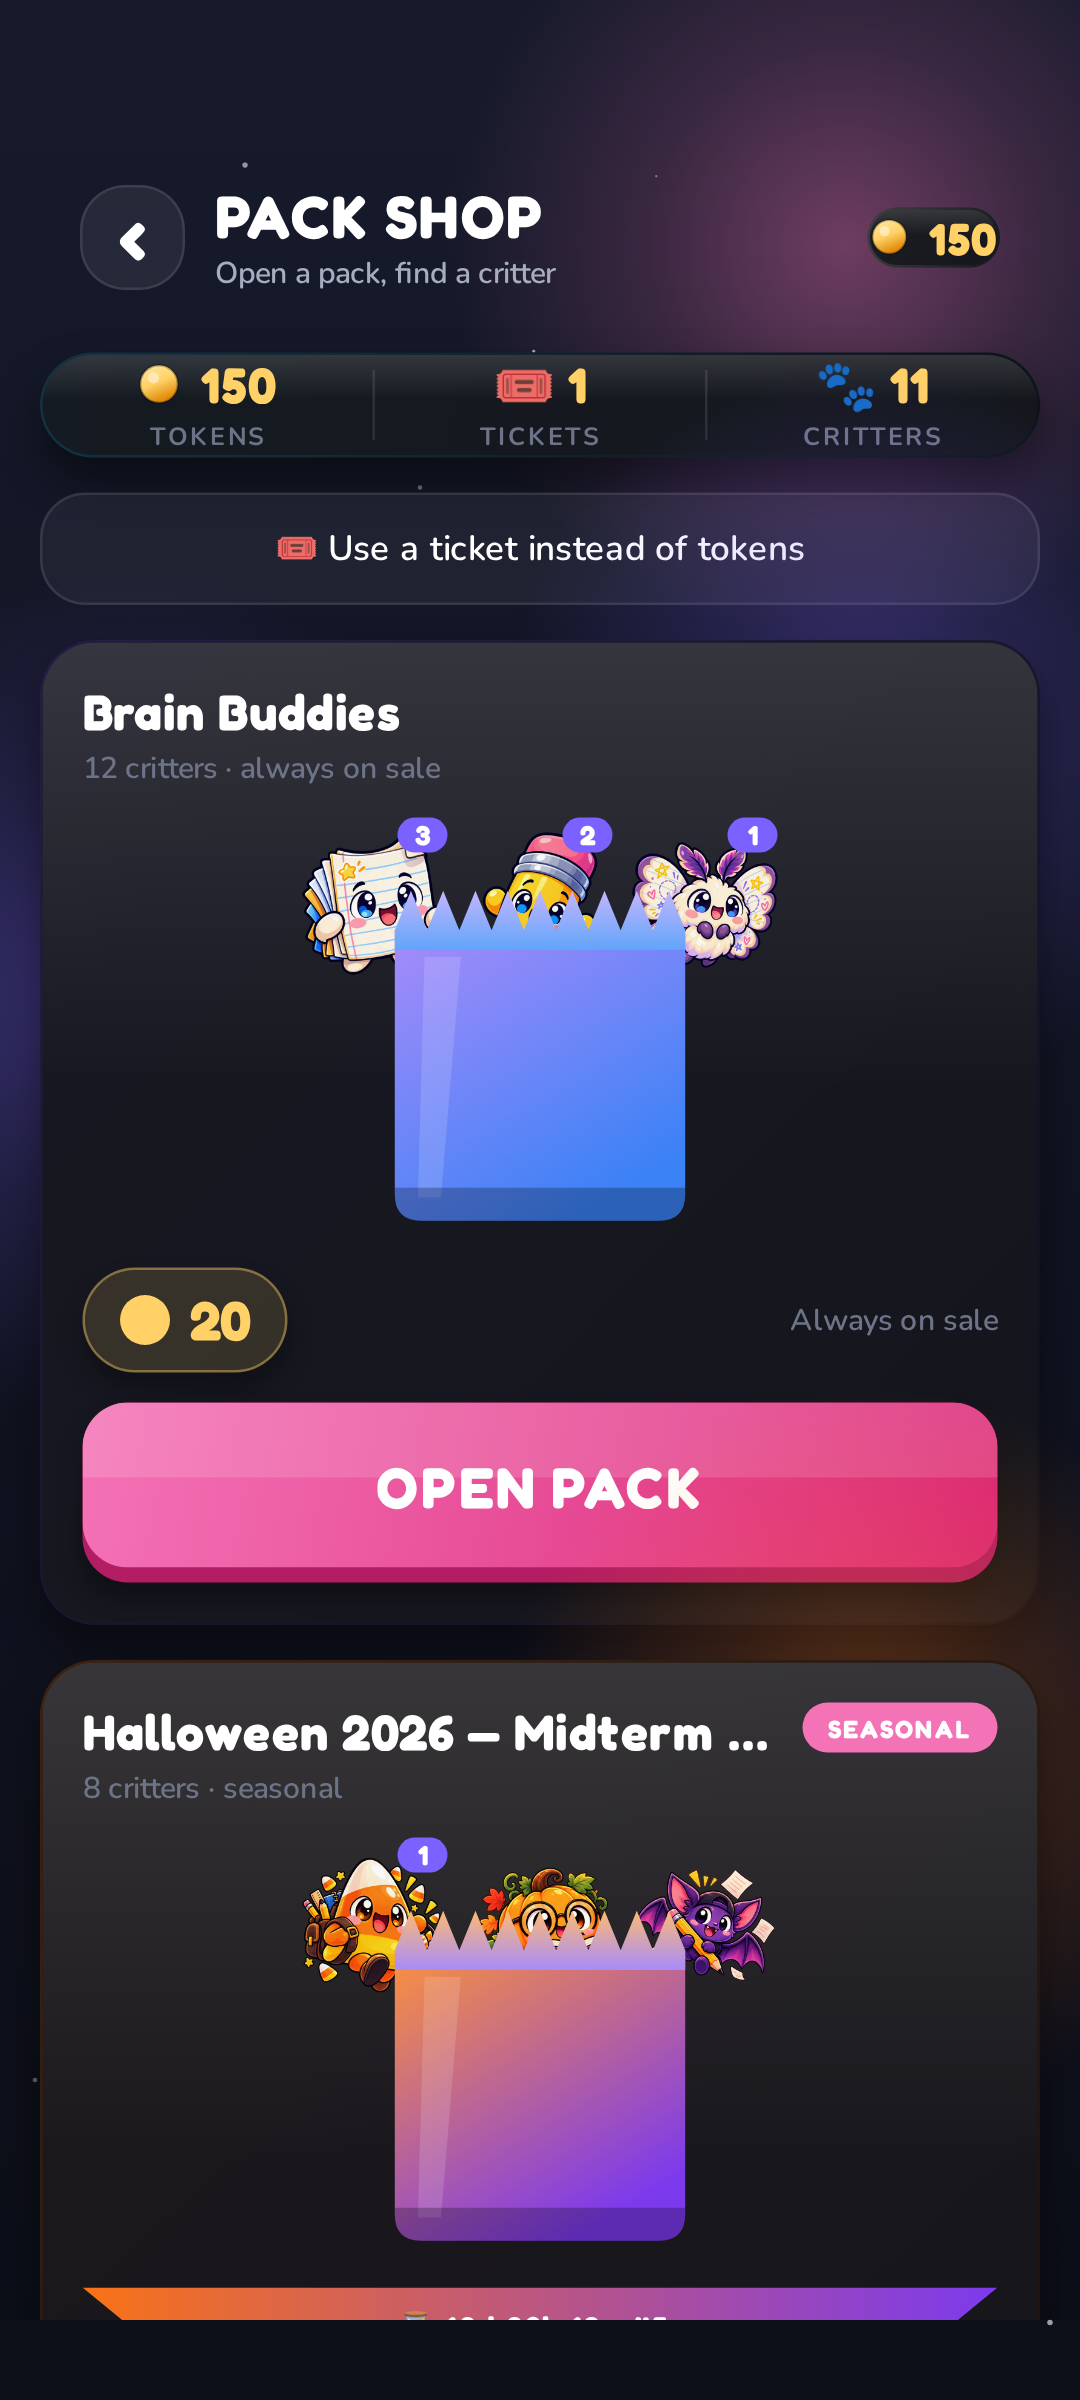 PACK SHOP
Open a pack, find a critter
150
150
TOKENS
1
TICKETS
11
CRITTERS
Use a ticket instead of tokens
Brain Buddies
12 critters · always on sale
3
2
1
20
Always on sale
OPEN PACK
Halloween 2026 – Midterm ...
SEASONAL
8 critters · seasonal
1